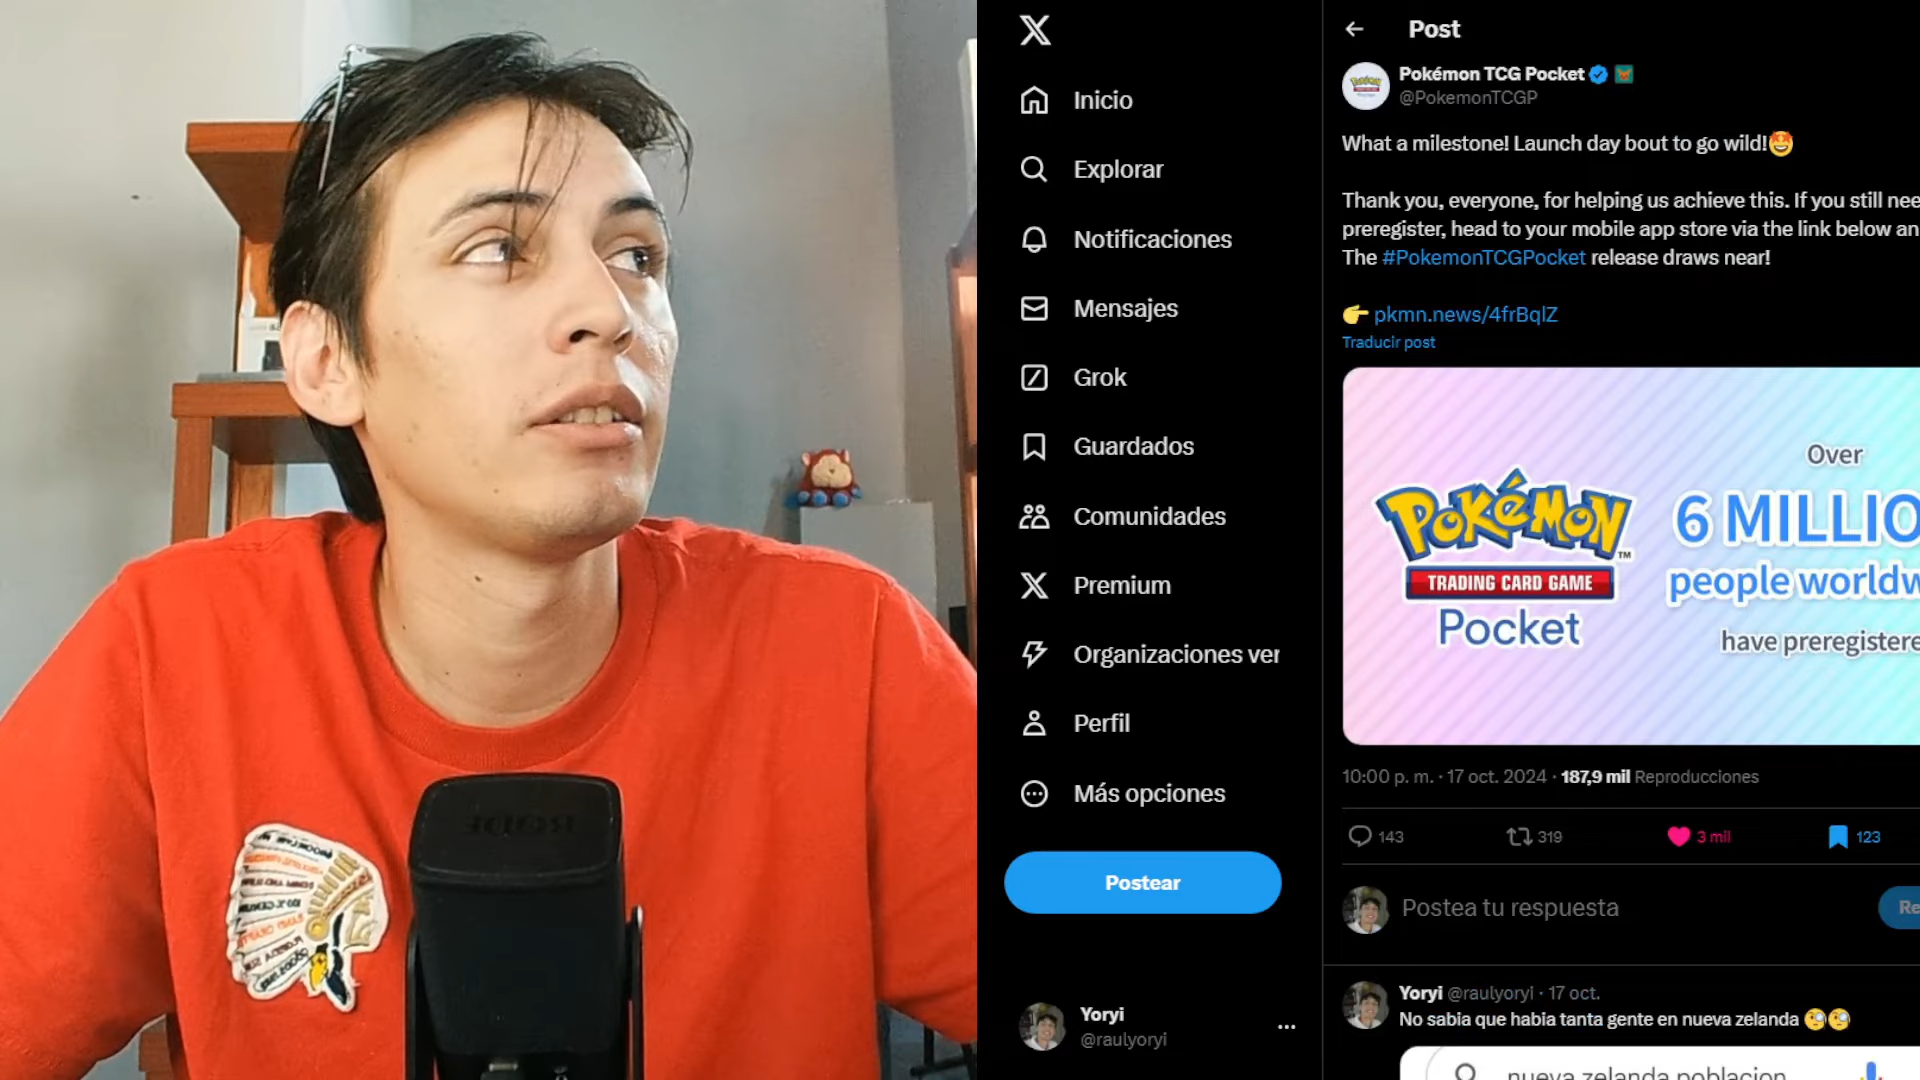 X
Inicio
Explorar
Notificaciones
Mensajes
Grok
Guardados
Comunidades
Premium
Organizaciones ver
Perfil
Más opciones
Postear
Yoryi
@raulyoryi
Post
Pokémon TCG Pocket
@PokemonTCGP
What a milestone! Launch day bout to go wild!🤩
Thank you, everyone, for helping us achieve this. If you still nee
preregister, head to your mobile app store via the link below an
The #PokemonTCGPocket release draws near!
👉 pkmn.news/4frBqlZ
Traducir post
POKÉMON™
TRADING CARD GAME
Pocket
Over
6 MILLIO
people worldw
have preregistere
10:00 p. m. · 17 oct. 2024 · 187,9 mil Reproducciones
143 319 3 mil 123
Postea tu respuesta
Re
Yoryi @raulyoryi · 17 oct.
No sabia que habia tanta gente en nueva zelanda 🧐🧐
nueva zelanda poblacion
RODE